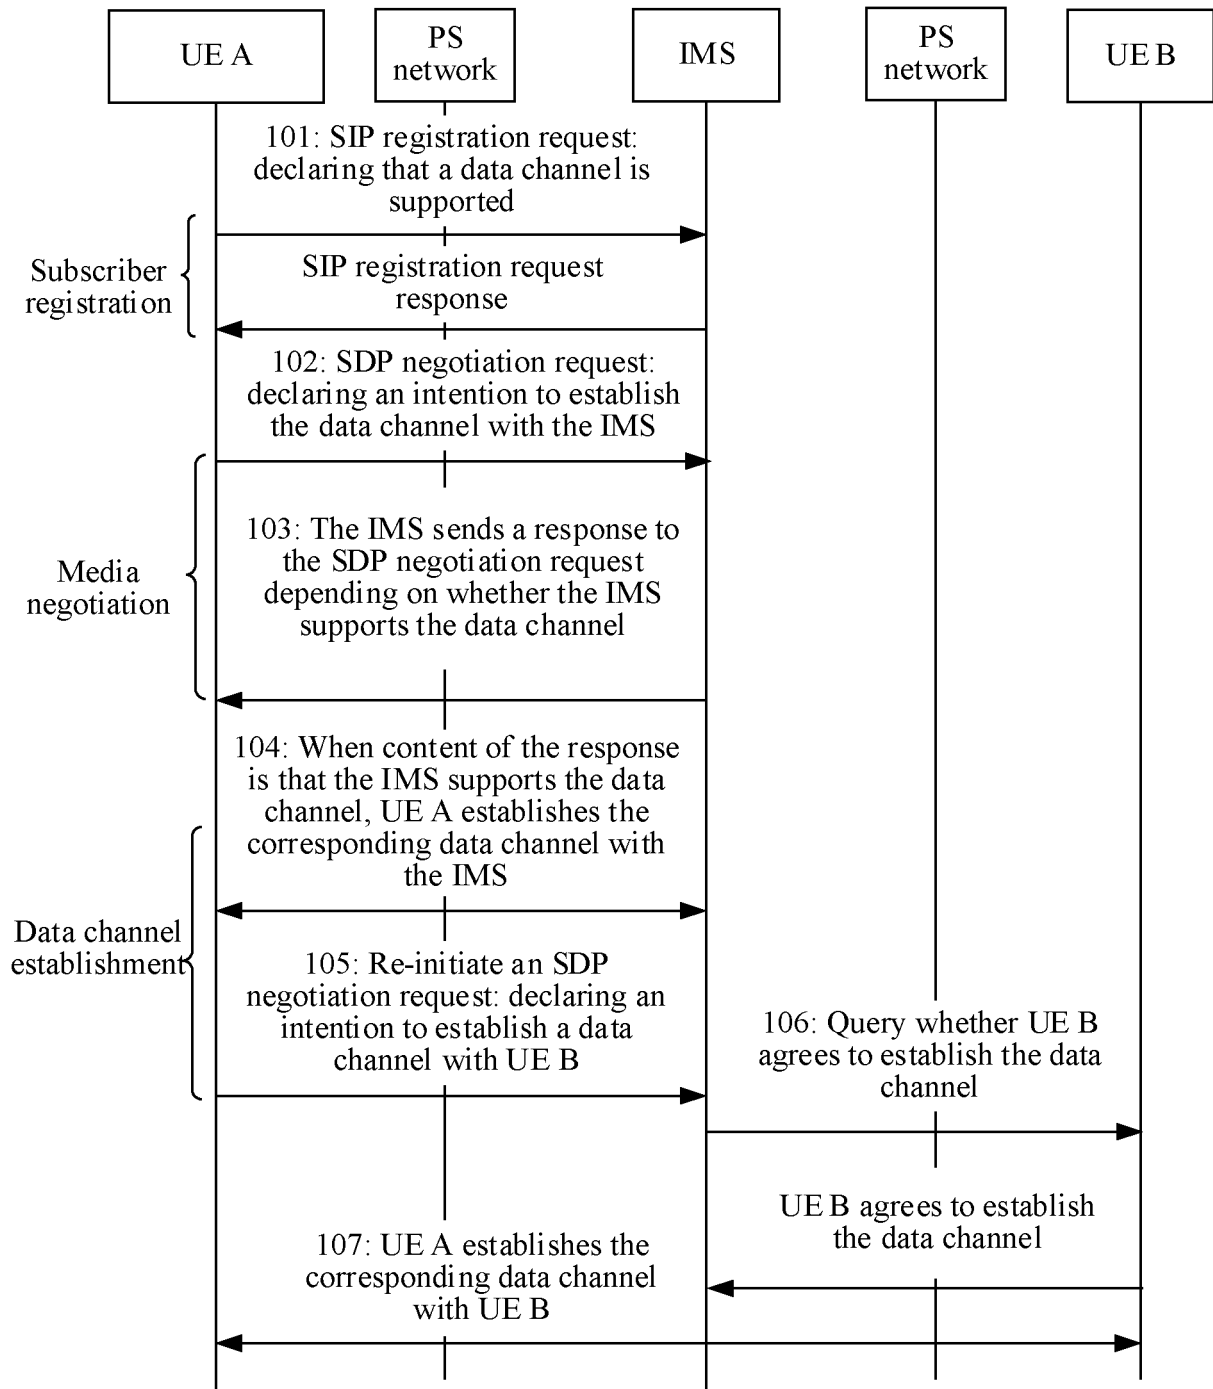 UE A
PS
network
IMS
PS
network
UE B
101: SIP registration request:
declaring that a data channel is
supported
Subscriber
registration
SIP registration request
response
102: SDP negotiation request:
declaring an intention to establish
the data channel with the IMS
Media
negotiation
103: The IMS sends a response to
the SDP negotiation request
depending on whether the IMS
supports the data channel
104: When content of the response
is that the IMS supports the data
channel, UE A establishes the
corresponding data channel with
the IMS
Data channel
establishment
105: Re-initiate an SDP
negotiation request: declaring an
intention to establish a data
channel with UE B
106: Query whether UE B
agrees to establish the data
channel
UE B agrees to establish
the data channel
107: UE A establishes the
corresponding data channel
with UE B